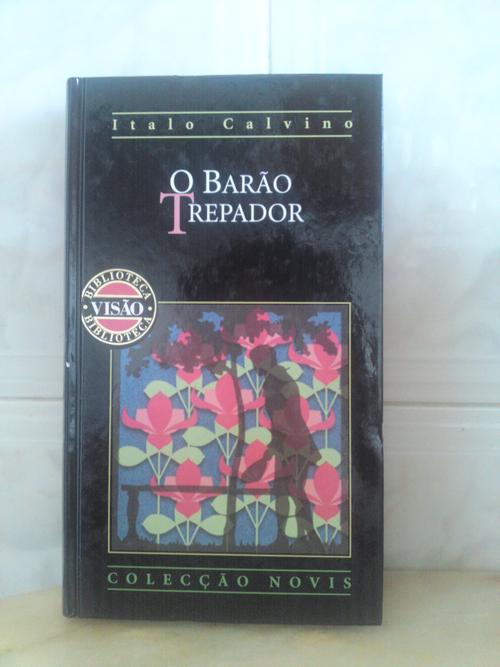 Italo Calvino
O BARÃO
TREPADOR
BIBLIOTECA
VISÃO
BIBLIOTECA
COLECÇÃO NOVIS